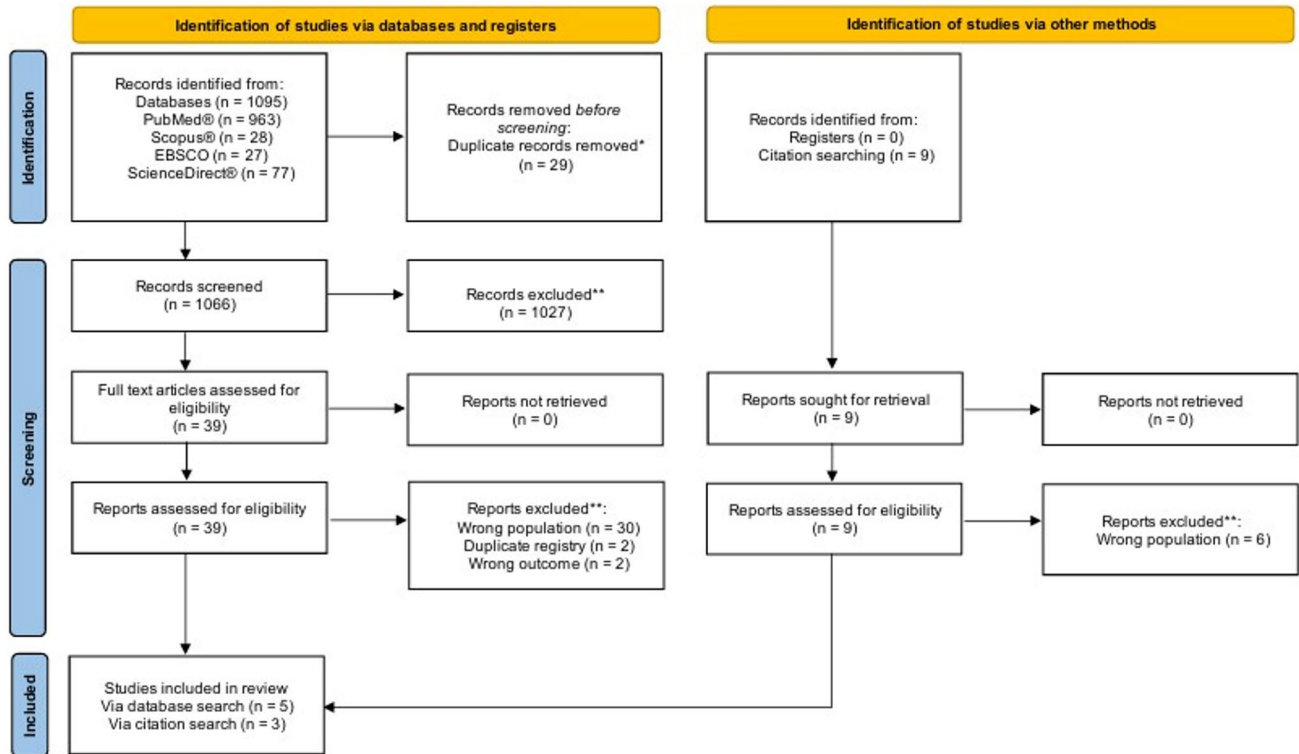 Identification of studies via databases and registers
Identification of studies via other methods
Identification
Records identified from:
Databases (n = 1095)
PubMed® (n = 963)
Scopus® (n = 28)
EBSCO (n = 27)
ScienceDirect® (n = 77)
Records removed before
screening:
Duplicate records removed*
(n = 29)
Records identified from:
Registers (n = 0)
Citation searching (n = 9)
Screening
Records screened
(n = 1066)
Records excluded**
(n = 1027)
Full text articles assessed for
eligibility
(n = 39)
Reports not retrieved
(n = 0)
Reports sought for retrieval
(n = 9)
Reports not retrieved
(n = 0)
Reports assessed for eligibility
(n = 39)
Reports excluded**:
Wrong population (n = 30)
Duplicate registry (n = 2)
Wrong outcome (n = 2)
Reports assessed for eligibility
(n = 9)
Reports excluded**:
Wrong population (n = 6)
Included
Studies included in review
Via database search (n = 5)
Via citation search (n = 3)